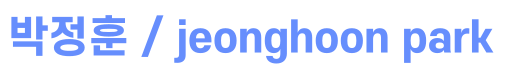 박정훈 / jeonghoon park